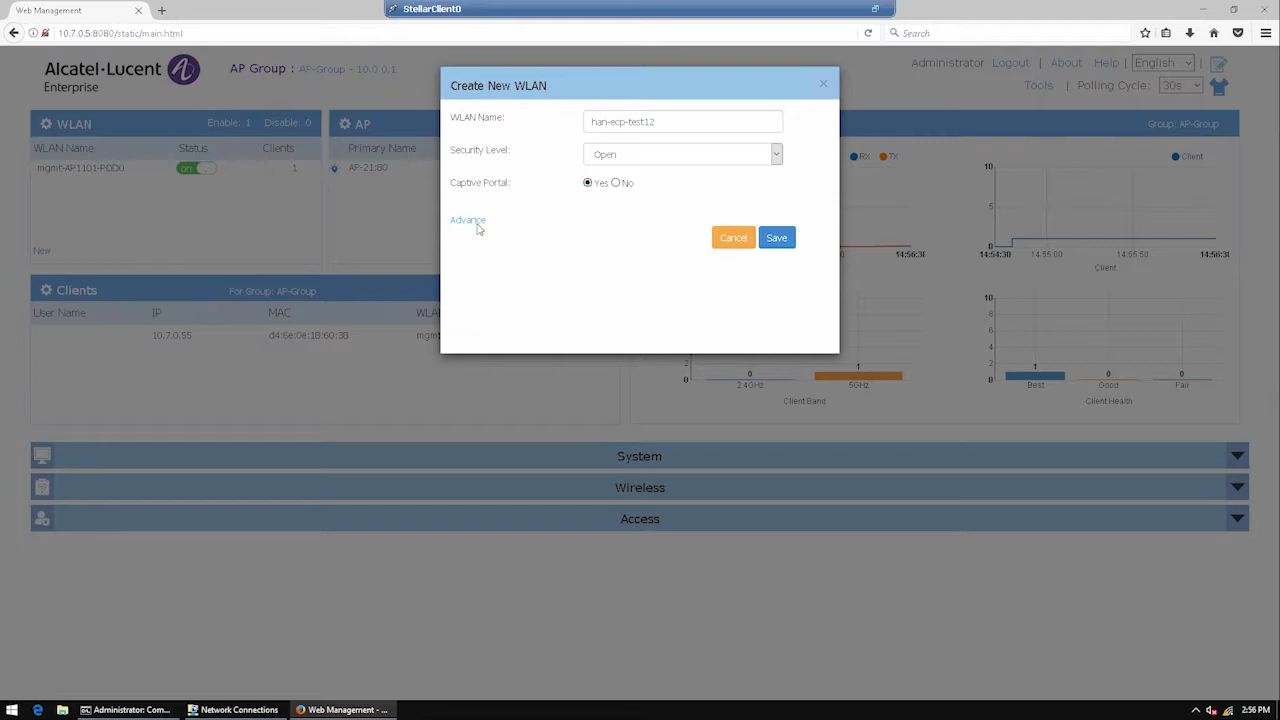 Web Management
StellarClient0
10.7.0.5:8080/static/main.html
Search
Alcatel·Lucent
Enterprise
AP Group : AP-Group - 10.0.0.1
Administrator Logout About Help English
Tools Polling Cycle: 30s
WLAN Enable: 1 Disable: 0
AP
Group: AP-Group
WLAN Name: Status Clients
Primary Name
mgmt-AP1101-POD0 on 1
AP-21:80
New
Create New WLAN
WLAN Name: han-ecp-test12
Security Level: Open
Captive Portal: Yes No
Advance
Cancel Save
RX TX
Client
10
5
0
14:54:30 14:55:00 14:55:50 14:56:30
14:56:30
Client
Clients For Group: AP-Group
User Name IP MAC
10.7.0.55 d4:6e:0e:1B:60:3B mgm
2
0
0 1
2.4GHz 5GHz
Client Band
10
8
6
4
2
0
1 0 0
Best Good Fair
Client Health
System
Wireless
Access
Administrator: Com...
Network Connections
Web Management - ...
2:56 PM